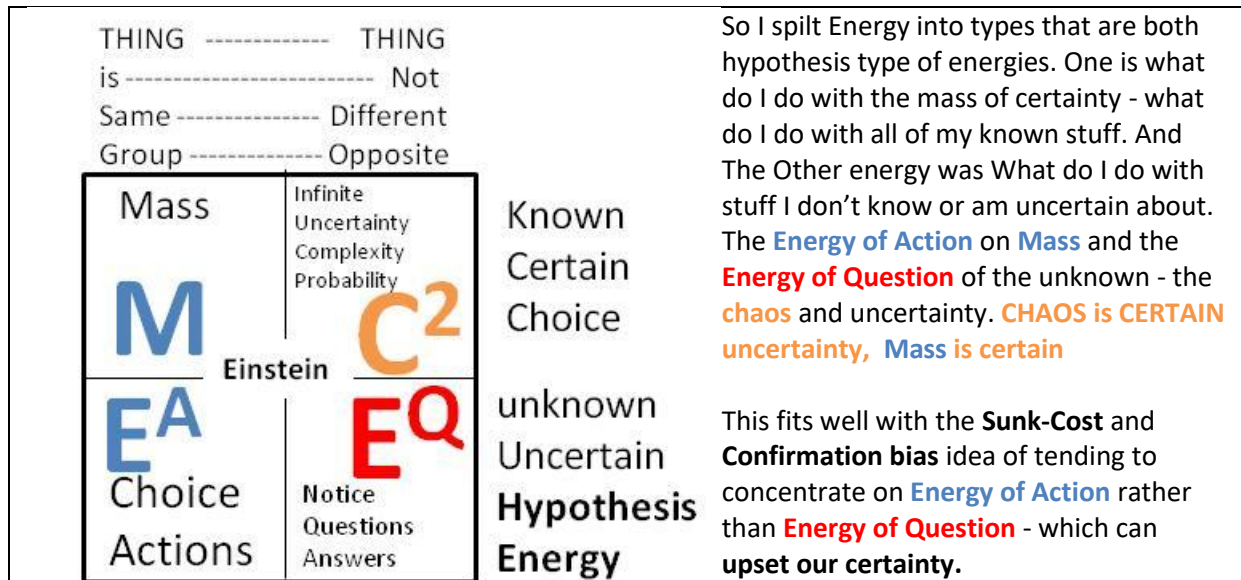 THING ------------- THING
is -------------------------- Not
Same --------------- Different
Group -------------- Opposite
Mass
M
Infinite
Uncertainty
Complexity
Probability
C²
Known
Certain
Choice
Einstein
E^A
Choice
Actions
E^Q
Notice
Questions
Answers
unknown
Uncertain
Hypothesis
Energy
So I spilt Energy into types that are both
hypothesis type of energies. One is what
do I do with the mass of certainty - what
do I do with all of my known stuff. And
The Other energy was What do I do with
stuff I don’t know or am uncertain about.
The Energy of Action on Mass and the
Energy of Question of the unknown - the
chaos and uncertainty. CHAOS is CERTAIN
uncertainty, Mass is certain
This fits well with the Sunk-Cost and
Confirmation bias idea of tending to
concentrate on Energy of Action rather
than Energy of Question - which can
upset our certainty.